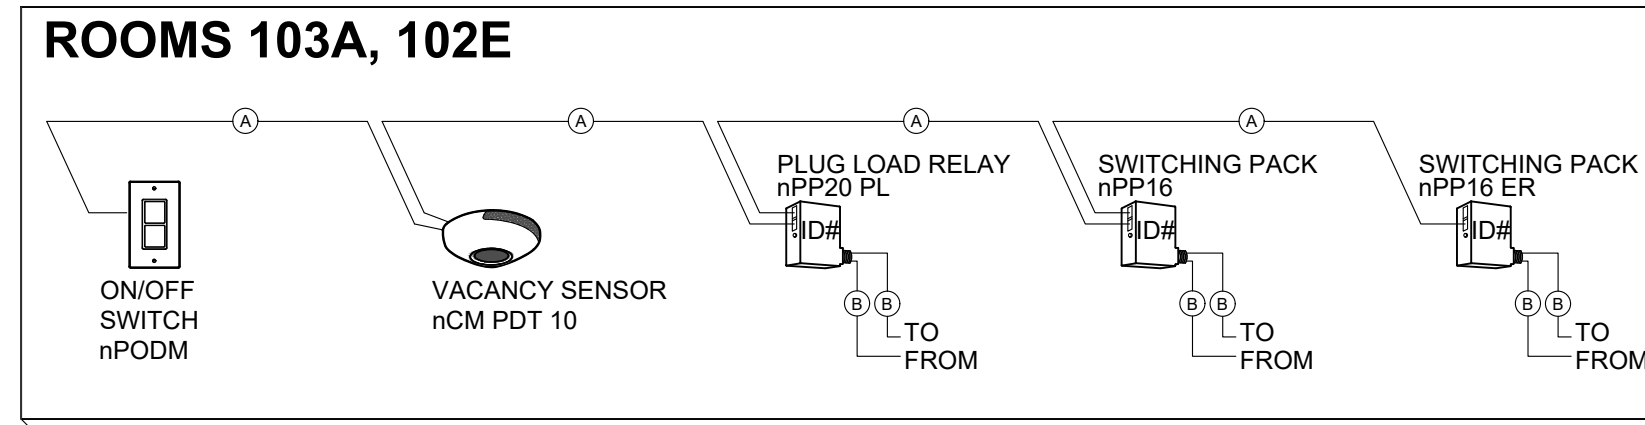 ROOMS 103A, 102E
A
A
A
A
PLUG LOAD RELAY
nPP20 PL
SWITCHING PACK
nPP16
SWITCHING PACK
nPP16 ER
ID#
ID#
ID#
ON/OFF
SWITCH
nPODM
VACANCY SENSOR
nCM PDT 10
B
B
TO
FROM
B
B
TO
FROM
B
B
TO
FROM